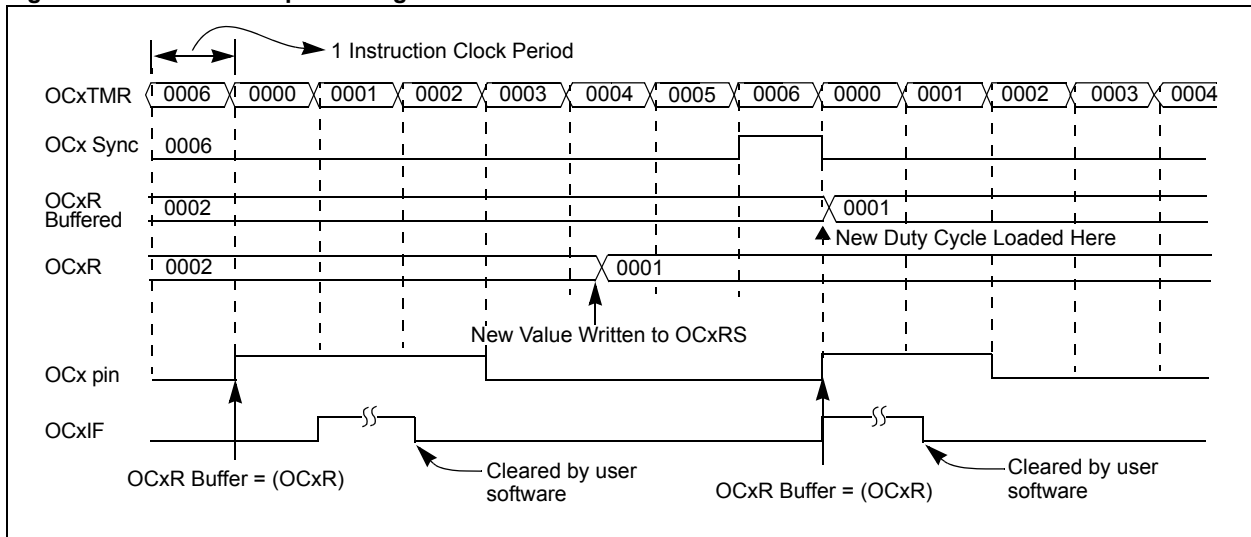 1 Instruction Clock Period
OCxTMR 0006 0000 0001 0002 0003 0004 0005 0006 0000 0001 0002 0003 0004
OCx Sync 0006
OCxR
Buffered 0002 0001
New Duty Cycle Loaded Here
OCxR 0002 0001
New Value Written to OCxRS
OCx pin
OCxIF
OCxR Buffer = (OCxR)
Cleared by user
software
OCxR Buffer = (OCxR)
Cleared by user
software